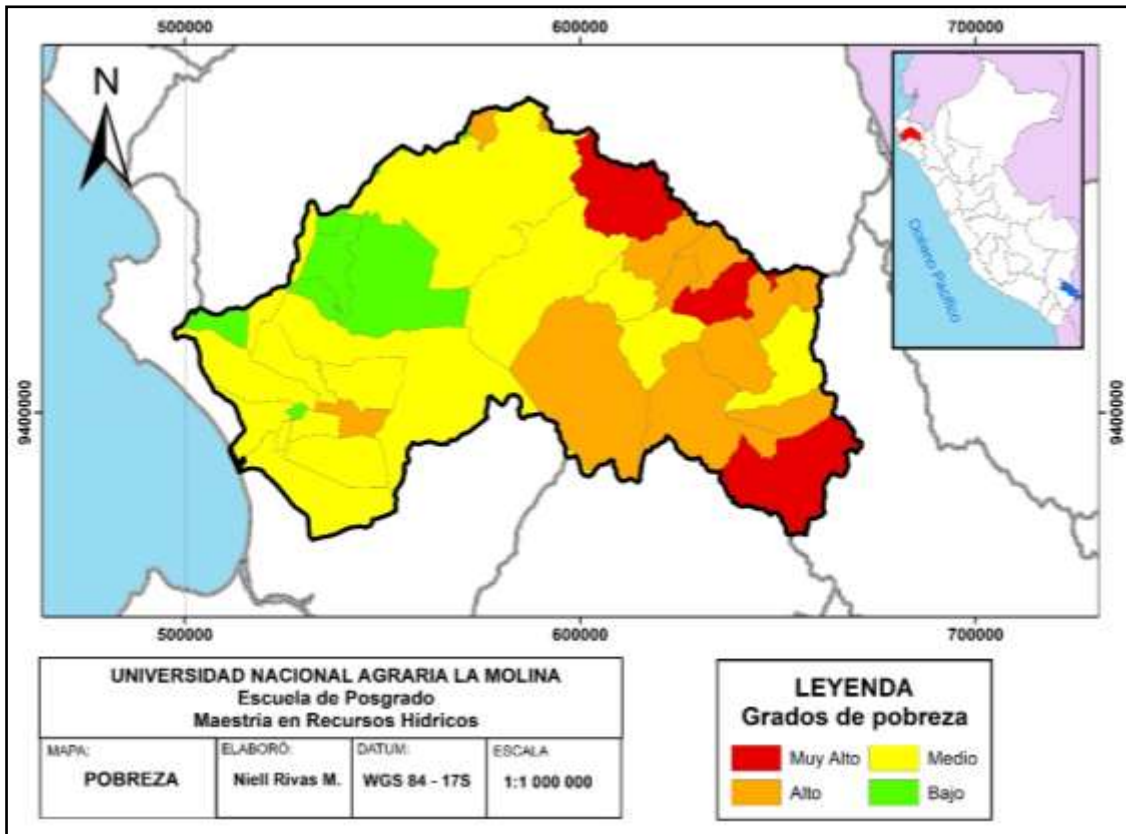 500000
600000
700000
N
Océano Pacífico
9400000
9400000
500000
600000
700000
UNIVERSIDAD NACIONAL AGRARIA LA MOLINA
Escuela de Posgrado
Maestria en Recursos Hídricos
MAPA:
POBREZA
ELABORÓ:
Niell Rivas M.
DATUM:
WGS 84 - 17S
ESCALA
1:1 000 000
LEYENDA
Grados de pobreza
Muy Alto
Medio
Alto
Bajo